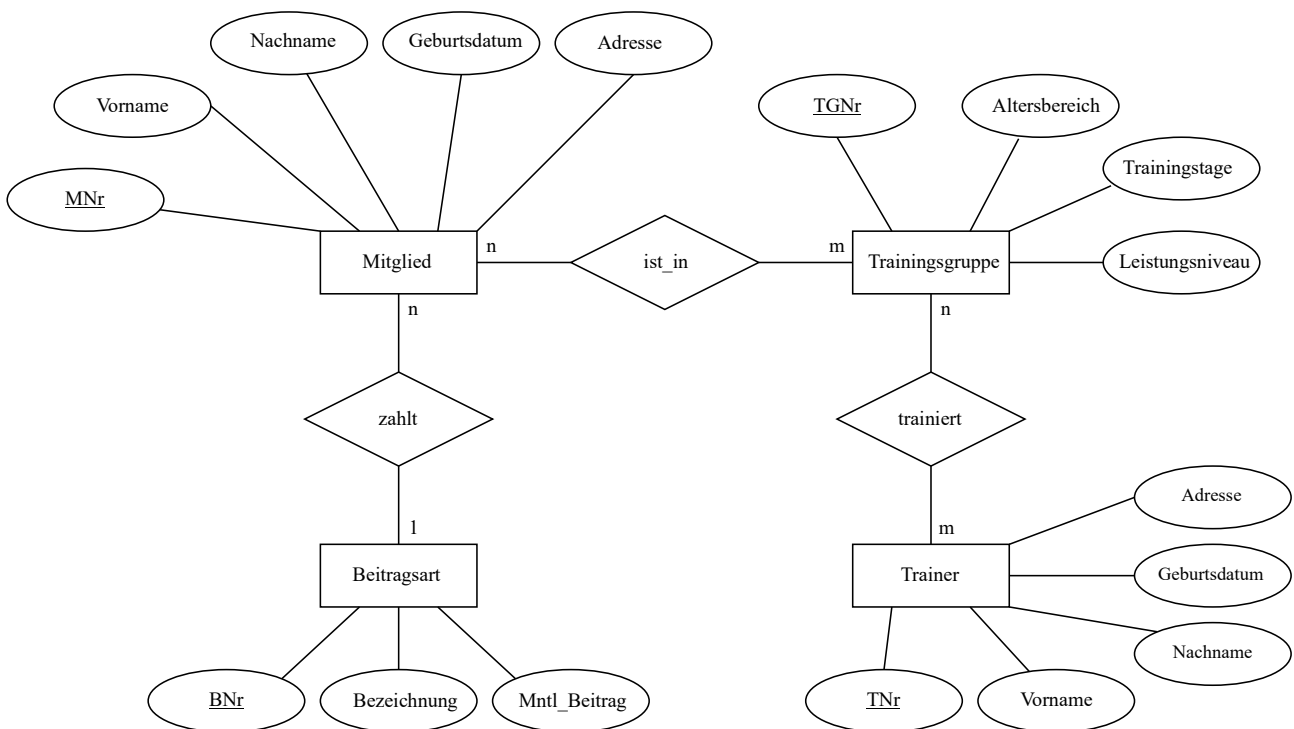 Nachname
Geburtsdatum
Adresse
Vorname
TGNr
Altersbereich
Trainingstage
MNr
n
m
Mitglied
ist_in
Trainingsgruppe
Leistungsniveau
n
n
zahlt
trainiert
Adresse
1
m
Beitragsart
Trainer
Geburtsdatum
Nachname
BNr
Bezeichnung
Mntl_Beitrag
TNr
Vorname